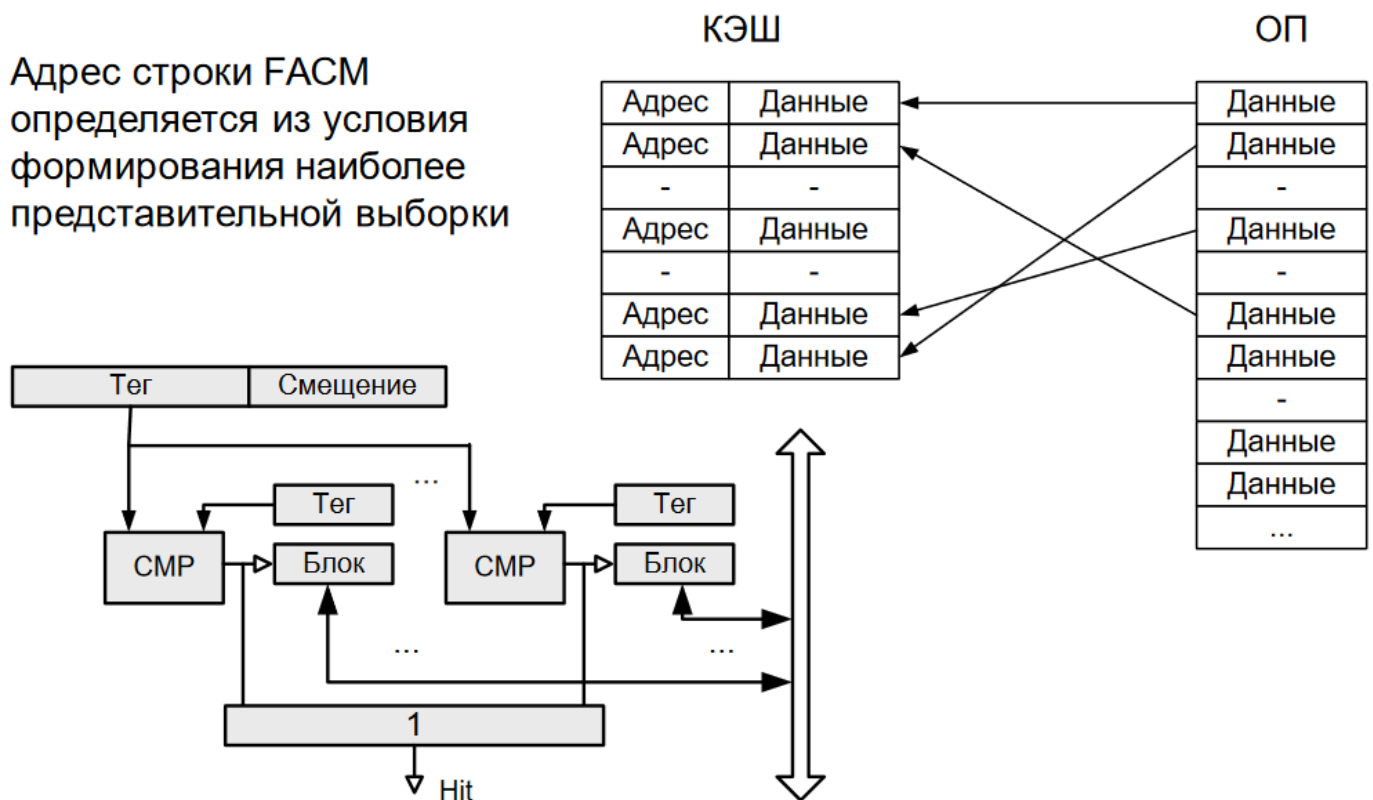 Адрес строки FACM
определяется из условия
формирования наиболее
представительной выборки
КЭШ
Адрес Данные
Адрес Данные
- -
Адрес Данные
- -
Адрес Данные
Адрес Данные
ОП
Данные
Данные
-
Данные
-
Данные
Данные
-
Данные
Данные
...
Тег Смещение
...
Тег Тег
CMP Блок CMP Блок
... ...
1
Hit